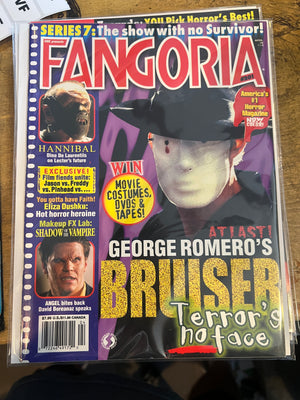 YOU Pick Horror's Best!
SERIES 7: The show with no Survivor!
FANGORIA
America's
#1
Horror
Magazine
HANNIBAL
Dino De Laurentiis
on Lecter's future
EXCLUSIVE!
Film fiends unite:
Jason vs. Freddy
vs. Pinhead vs. ...
You gotta have Faith!
Eliza Dushku:
Hot horror heroine
Makeup FX Lab:
SHADOW OF THE VAMPIRE
WIN
MOVIE
COSTUMES,
DVDS &
TAPES!
AT LAST!
GEORGE ROMERO'S
BRUISER
Terror's
no face
ANGEL bites back
David Boreanaz speaks